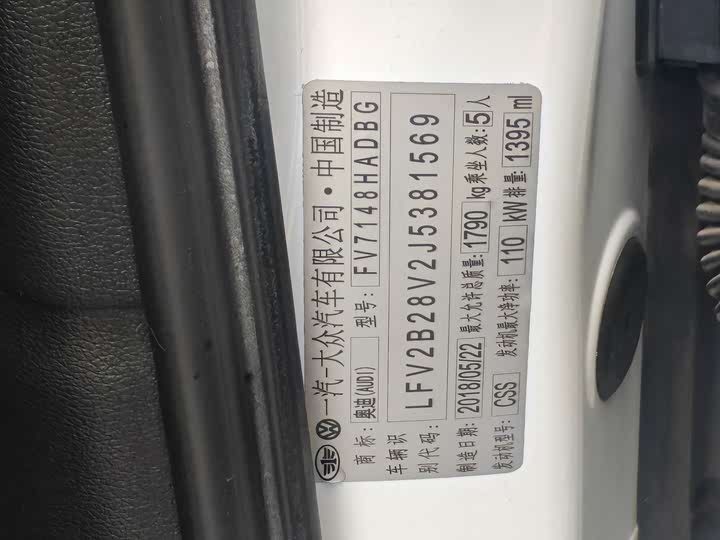 一汽-大众汽车有限公司·中国制造
商标:奥迪(AUDI) 型号:FV7148HADBG
车辆识别代码:LFV2B28V2J5381569
制造日期:2018/05/22 最大允许总质量:1790 kg 乘坐人数:5人
发动机型号:CSS 发动机最大净功率:110 kW 排量:1395 ml